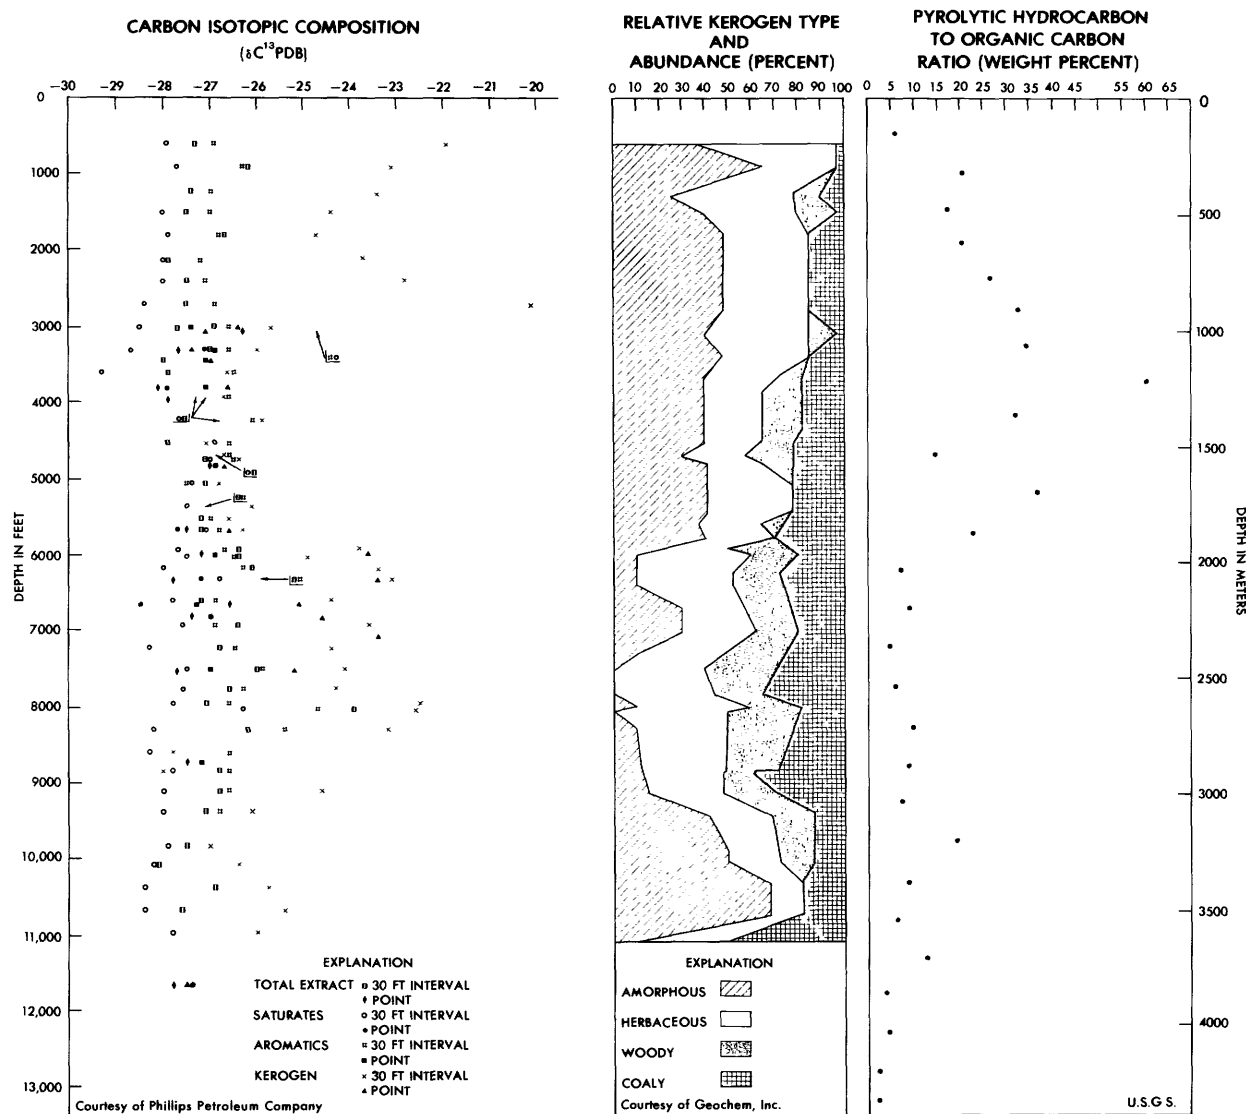 CARBON ISOTOPIC COMPOSITION
(δC¹³PDB)
−30 −29 −28 −27 −26 −25 −24 −23 −22 −21 −20
0
1000
2000
3000
4000
5000
6000
7000
8000
9000
10,000
11,000
12,000
13,000
DEPTH IN FEET
EXPLANATION
TOTAL EXTRACT 30 FT INTERVAL
POINT
SATURATES 30 FT INTERVAL
POINT
AROMATICS 30 FT INTERVAL
POINT
KEROGEN 30 FT INTERVAL
POINT
Courtesy of Phillips Petroleum Company
RELATIVE KEROGEN TYPE
AND
ABUNDANCE (PERCENT)
0 10 20 30 40 50 60 70 80 90 100
EXPLANATION
AMORPHOUS
HERBACEOUS
WOODY
COALY
Courtesy of Geochem, Inc.
PYROLYTIC HYDROCARBON
TO ORGANIC CARBON
RATIO (WEIGHT PERCENT)
0 5 10 15 20 25 30 35 40 45 55 60 65
0
500
1000
1500
2000
2500
3000
3500
4000
DEPTH IN METERS
U.S.G.S.